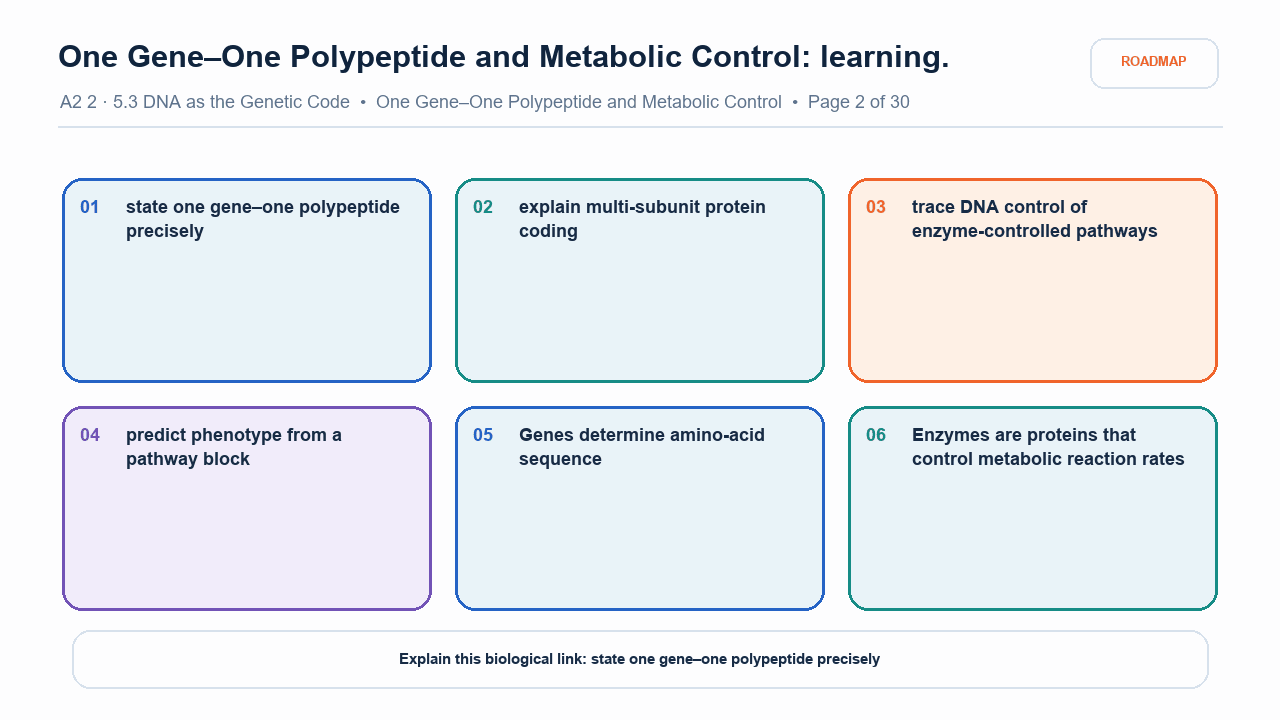 One Gene–One Polypeptide and Metabolic Control: learning.
ROADMAP
A2 2 · 5.3 DNA as the Genetic Code • One Gene–One Polypeptide and Metabolic Control • Page 2 of 30
01 state one gene–one polypeptide
precisely
02 explain multi-subunit protein
coding
03 trace DNA control of
enzyme-controlled pathways
04 predict phenotype from a
pathway block
05 Genes determine amino-acid
sequence
06 Enzymes are proteins that
control metabolic reaction rates
Explain this biological link: state one gene–one polypeptide precisely